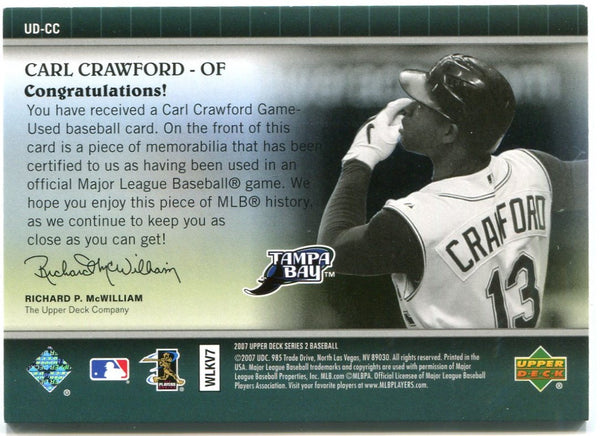 UD-CC
CARL CRAWFORD - OF
Congratulations!
You have received a Carl Crawford Game-
Used baseball card. On the front of this
card is a piece of memorabilia that has been
certified to us as having been used in an
official Major League Baseball® game. We
hope you enjoy this piece of MLB® history,
as we continue to keep you as
close as you can get!
Richard McWilliam
RICHARD P. McWILLIAM
The Upper Deck Company
TAMPA
BAY™
CRAWFORD
13
PLAYERS
WLKV7
2007 UPPER DECK SERIES 2 BASEBALL
©2007 UDC. 985 Trade Drive, North Las Vegas, NV 89030. All rights reserved. Printed in the
USA. Major League Baseball trademarks and copyrights are used with permission of Major
League Baseball Properties, Inc. MLB.com ©MLBPA. Official Licensee of Major League Baseball
Players Association. Visit your favorite players at www.MLBPLAYERS.com.
UPPER
DECK